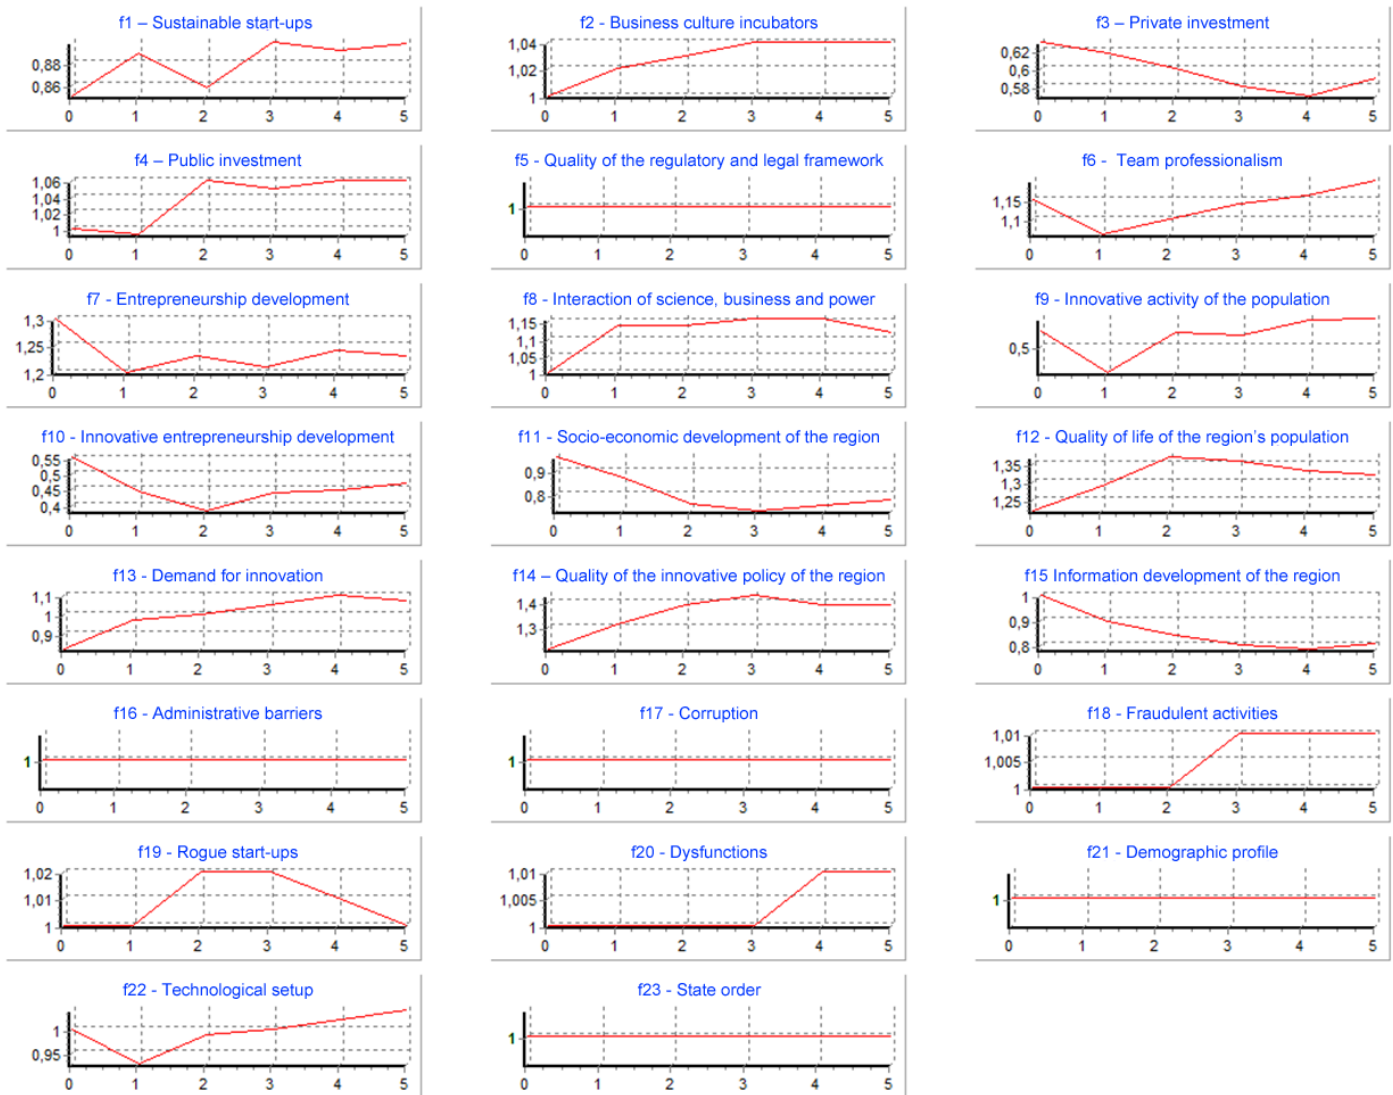 f1 – Sustainable start-ups
0,88
0,86
0 1 2 3 4 5
f2 - Business culture incubators
1,04
1,02
1
0 1 2 3 4 5
f3 – Private investment
0,62
0,6
0,58
0 1 2 3 4 5
f4 – Public investment
1,06
1,04
1,02
1
0 1 2 3 4 5
f5 - Quality of the regulatory and legal framework
1
0 1 2 3 4 5
f6 - Team professionalism
1,15
1,1
0 1 2 3 4 5
f7 - Entrepreneurship development
1,3
1,25
1,2
0 1 2 3 4 5
f8 - Interaction of science, business and power
1,15
1,1
1,05
1
0 1 2 3 4 5
f9 - Innovative activity of the population
0,5
0 1 2 3 4 5
f10 - Innovative entrepreneurship development
0,55
0,5
0,45
0,4
0 1 2 3 4 5
f11 - Socio-economic development of the region
0,9
0,8
0 1 2 3 4 5
f12 - Quality of life of the region's population
1,35
1,3
1,25
0 1 2 3 4 5
f13 - Demand for innovation
1,1
1
0,9
0 1 2 3 4 5
f14 – Quality of the innovative policy of the region
1,4
1,3
0 1 2 3 4 5
f15 Information development of the region
1
0,9
0,8
0 1 2 3 4 5
f16 - Administrative barriers
1
0 1 2 3 4 5
f17 - Corruption
1
0 1 2 3 4 5
f18 - Fraudulent activities
1,01
1,005
1
0 1 2 3 4 5
f19 - Rogue start-ups
1,02
1,01
1
0 1 2 3 4 5
f20 - Dysfunctions
1,01
1,005
1
0 1 2 3 4 5
f21 - Demographic profile
1
0 1 2 3 4 5
f22 - Technological setup
1
0,95
0 1 2 3 4 5
f23 - State order
1
0 1 2 3 4 5